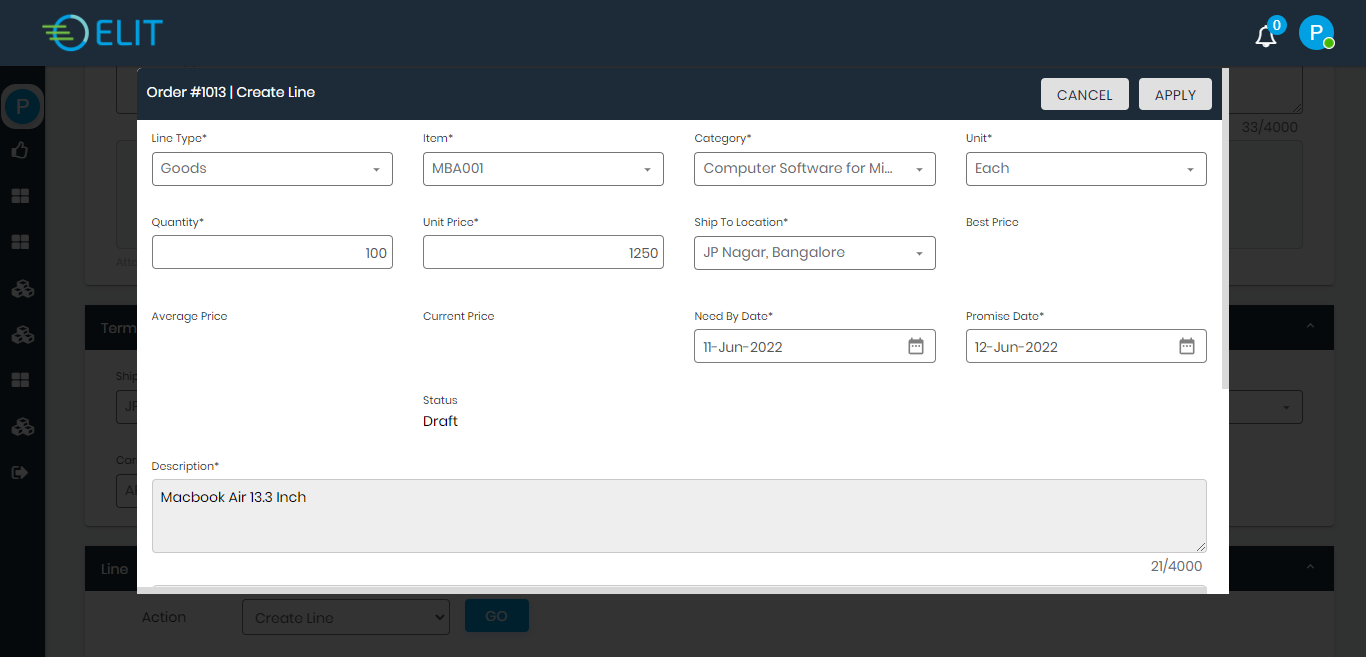 ELIT
0
P
Order #1013 | Create Line
CANCEL
APPLY
P
33/4000
Line Type*
Item*
Category*
Unit*
Goods
MBA001
Computer Software for Mi...
Each
Quantity*
Unit Price*
Ship To Location*
Best Price
100
1250
JP Nagar, Bangalore
Average Price
Current Price
Need By Date*
Promise Date*
Term
11-Jun-2022
12-Jun-2022
Ship
JP
Status
Draft
Description*
Macbook Air 13.3 Inch
21/4000
Line
Action
Create Line
GO